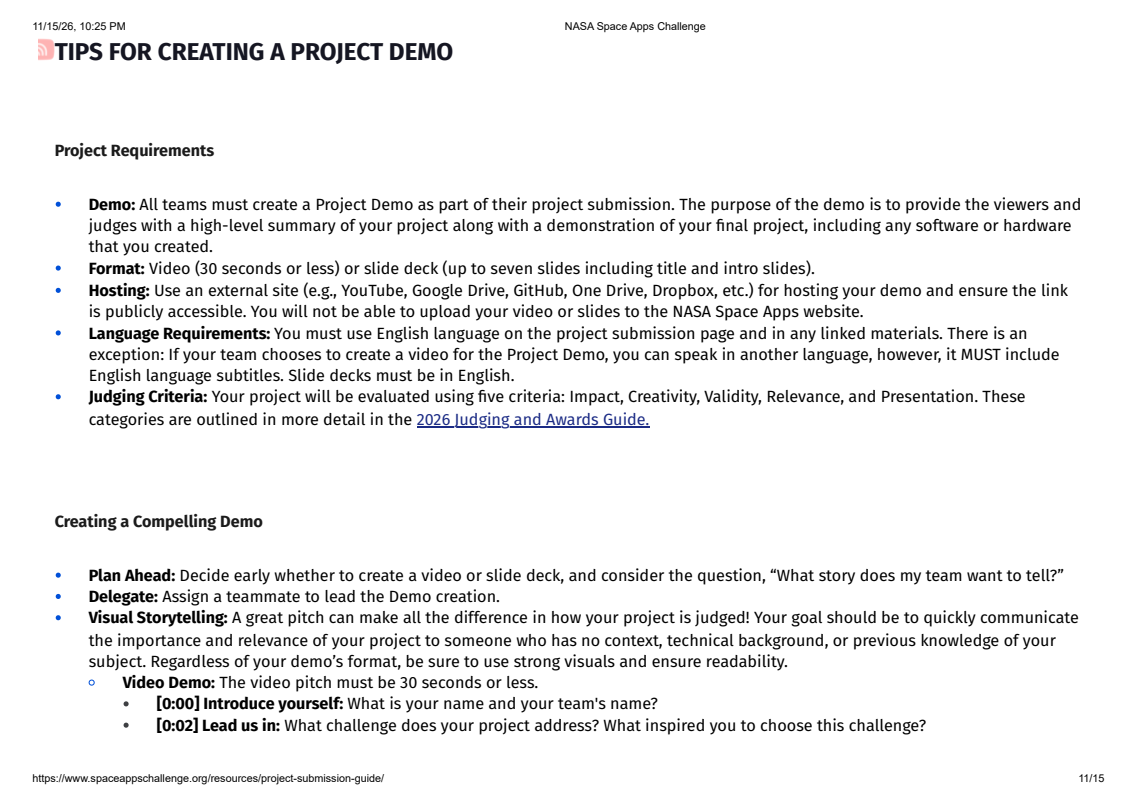 11/15/26, 10:25 PM
NASA Space Apps Challenge
TIPS FOR CREATING A PROJECT DEMO
Project Requirements
• Demo: All teams must create a Project Demo as part of their project submission. The purpose of the demo is to provide the viewers and
judges with a high-level summary of your project along with a demonstration of your final project, including any software or hardware
that you created.
• Format: Video (30 seconds or less) or slide deck (up to seven slides including title and intro slides).
• Hosting: Use an external site (e.g., YouTube, Google Drive, GitHub, One Drive, Dropbox, etc.) for hosting your demo and ensure the link
is publicly accessible. You will not be able to upload your video or slides to the NASA Space Apps website.
• Language Requirements: You must use English language on the project submission page and in any linked materials. There is an
exception: If your team chooses to create a video for the Project Demo, you can speak in another language, however, it MUST include
English language subtitles. Slide decks must be in English.
• Judging Criteria: Your project will be evaluated using five criteria: Impact, Creativity, Validity, Relevance, and Presentation. These
categories are outlined in more detail in the 2026 Judging and Awards Guide.
Creating a Compelling Demo
• Plan Ahead: Decide early whether to create a video or slide deck, and consider the question, “What story does my team want to tell?”
• Delegate: Assign a teammate to lead the Demo creation.
• Visual Storytelling: A great pitch can make all the difference in how your project is judged! Your goal should be to quickly communicate
the importance and relevance of your project to someone who has no context, technical background, or previous knowledge of your
subject. Regardless of your demo’s format, be sure to use strong visuals and ensure readability.
◦ Video Demo: The video pitch must be 30 seconds or less.
• [0:00] Introduce yourself: What is your name and your team's name?
• [0:02] Lead us in: What challenge does your project address? What inspired you to choose this challenge?
https://www.spaceappschallenge.org/resources/project-submission-guide/
11/15